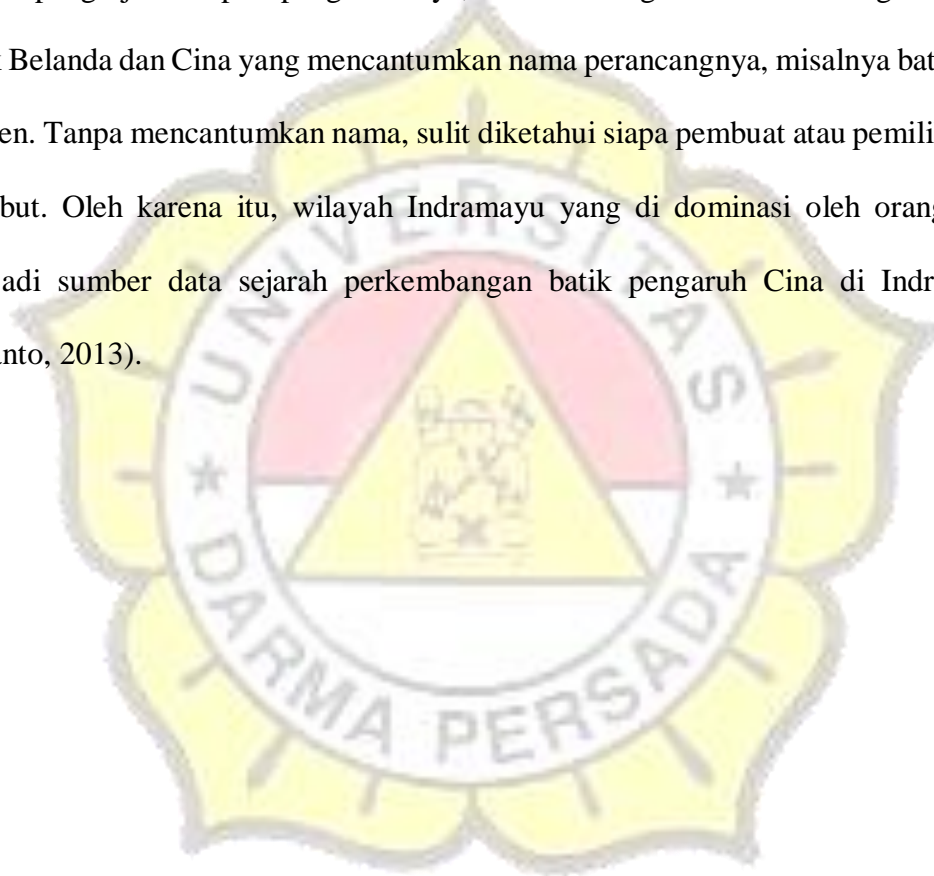 Belanda dan Cina yang mencantumkan nama perancangnya, misalnya bat
en. Tanpa mencantumkan nama, sulit diketahui siapa pembuat atau pemili
but. Oleh karena itu, wilayah Indramayu yang di dominasi oleh orang
adi sumber data sejarah perkembangan batik pengaruh Cina di Indr
nto, 2013).
UNIVERSITAS
DARMA PERSADA